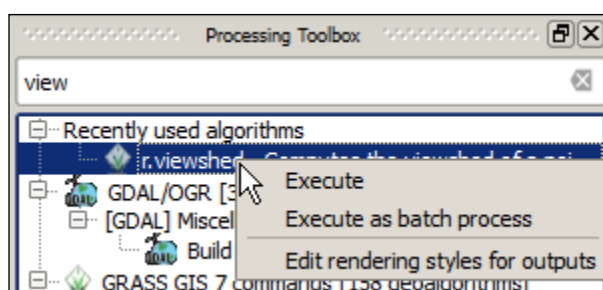 Processing Toolbox
view
Recently used algorithms
r.viewshed - Computes the viewshed of a poi
Execute
GDAL/OGR [3
Execute as batch process
[GDAL] Miscel
Build
Edit rendering styles for outputs
GRASS GIS 7 commands [158 geoalgorithms]